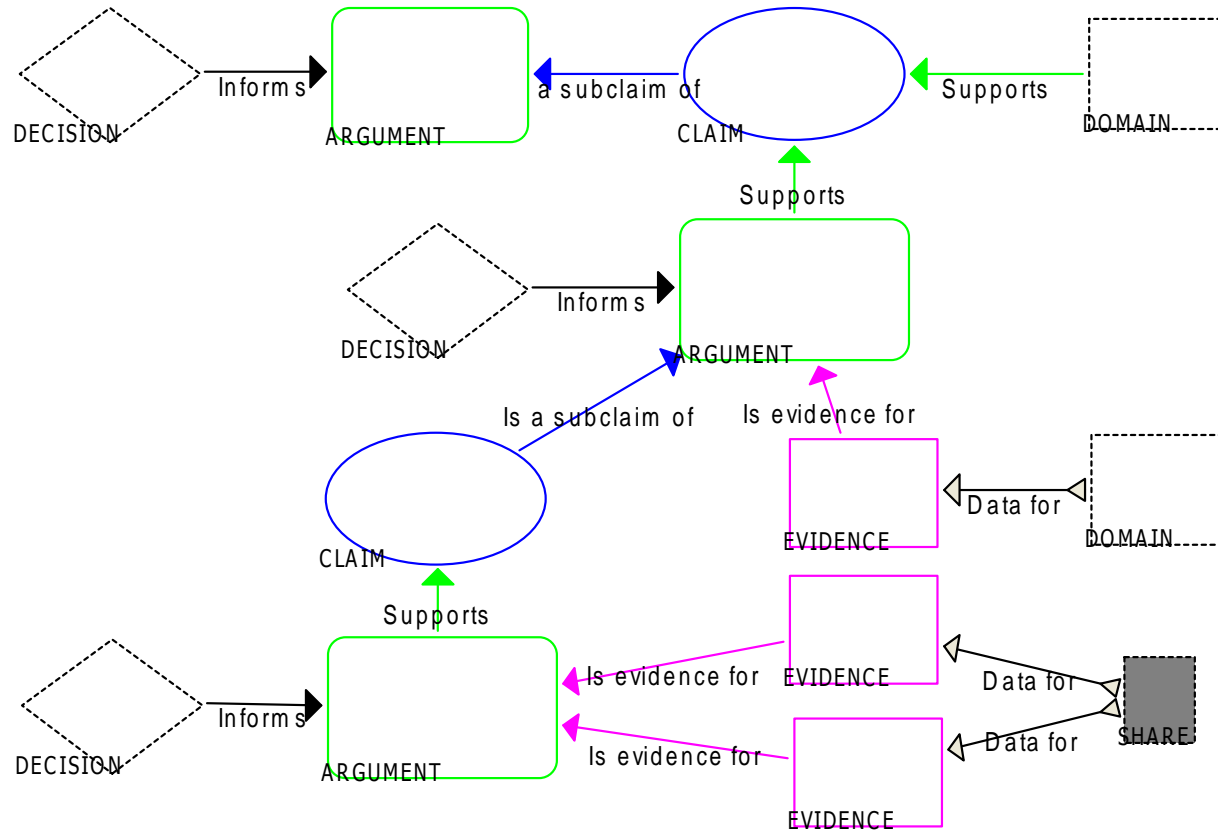 Informs
a subclaim of
Supports
DECISION
ARGUMENT
CLAIM
DOMAIN
Supports
Informs
DECISION
ARGUMENT
Is a subclaim of
Is evidence for
Data for
EVIDENCE
DOMAIN
CLAIM
Supports
Is evidence for
EVIDENCE
Data for
Informs
Is evidence for
Data for
SHARE
DECISION
ARGUMENT
EVIDENCE